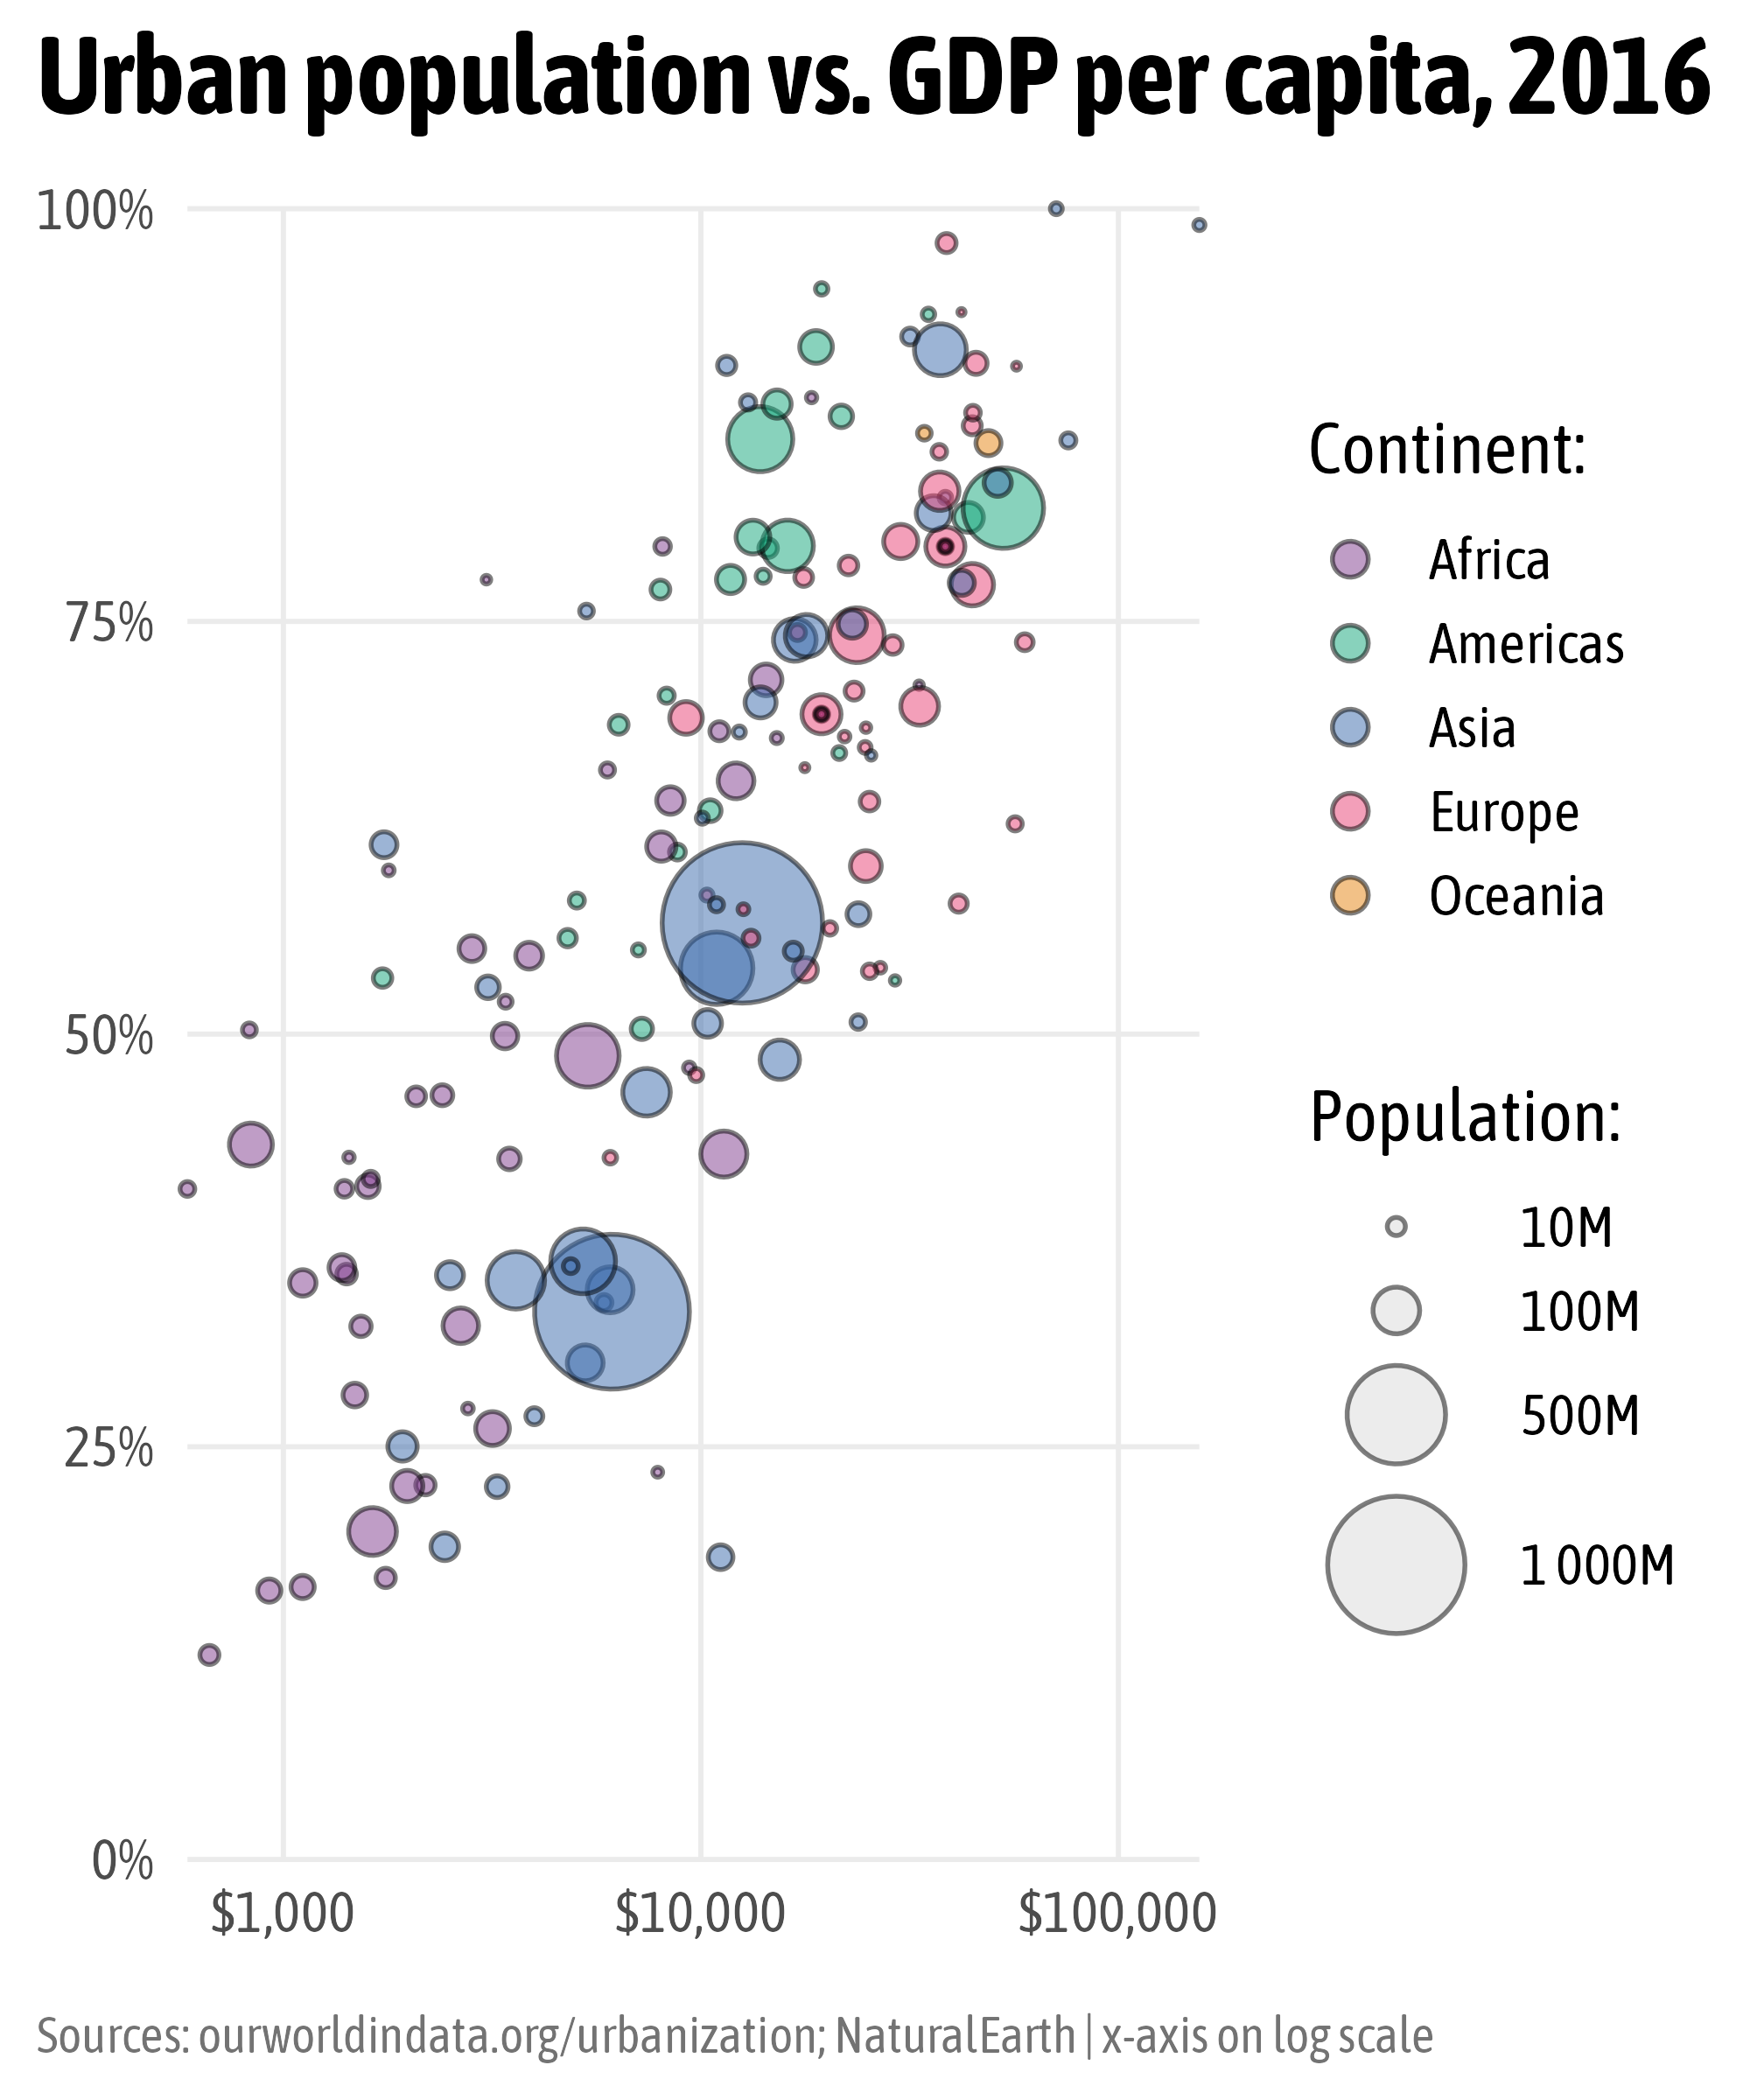 Urban population vs. GDP per capita, 2016
100%
75%
50%
25%
0%
$1,000 $10,000 $100,000
Continent:
Africa
Americas
Asia
Europe
Oceania
Population:
10M
100M
500M
1 000M
Sources: ourworldindata.org/urbanization; NaturalEarth | x-axis on log scale